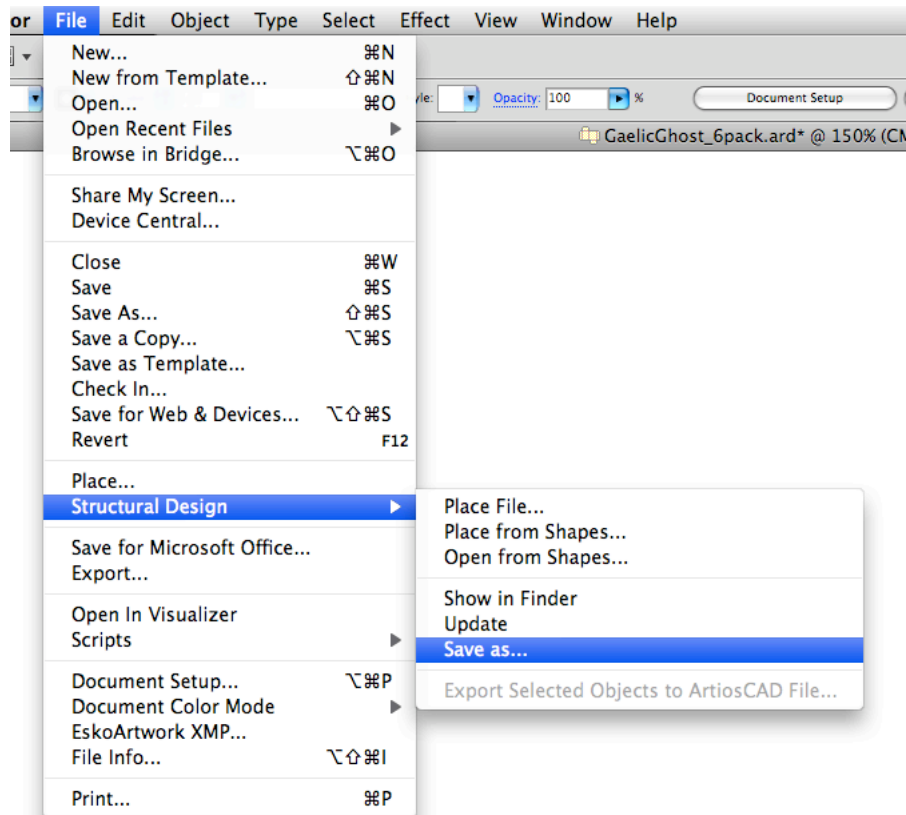 or File Edit Object Type Select Effect View Window Help
New... ⌘N
New from Template... ⇧⌘N
Open... ⌘O
Open Recent Files ▶
Browse in Bridge... ⌥⌘O
yle: Opacity: 100 % Document Setup
GaelicGhost_6pack.ard* @ 150% (CM
Share My Screen...
Device Central...
Close ⌘W
Save ⌘S
Save As... ⇧⌘S
Save a Copy... ⌥⌘S
Save as Template...
Check In...
Save for Web & Devices... ⌥⇧⌘S
Revert F12
Place...
Structural Design ▶
Save for Microsoft Office...
Export...
Open In Visualizer
Scripts ▶
Document Setup... ⌥⌘P
Document Color Mode ▶
EskoArtwork XMP...
File Info... ⌥⇧⌘I
Print... ⌘P
Place File...
Place from Shapes...
Open from Shapes...
Show in Finder
Update
Save as...
Export Selected Objects to ArtiosCAD File...